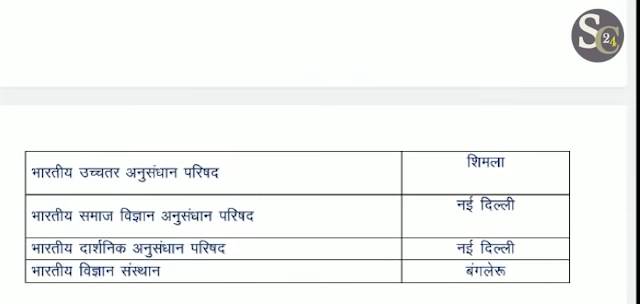 SC24
भारतीय उच्चतर अनुसंधान परिषद शिमला
भारतीय समाज विज्ञान अनुसंधान परिषद नई दिल्ली
भारतीय दार्शनिक अनुसंधान परिषद नई दिल्ली
भारतीय विज्ञान संस्थान बंगलेरू